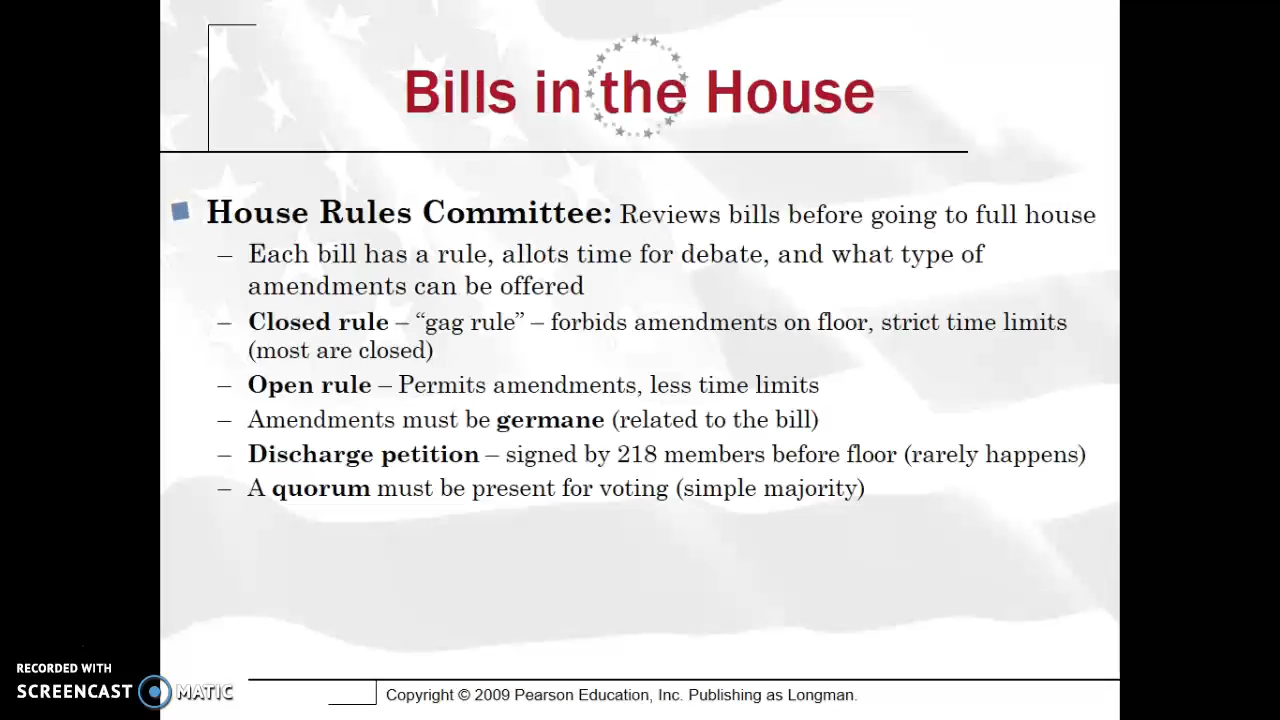 Bills in the House
House Rules Committee: Reviews bills before going to full house
– Each bill has a rule, allots time for debate, and what type of
amendments can be offered
– Closed rule – “gag rule” – forbids amendments on floor, strict time limits
(most are closed)
– Open rule – Permits amendments, less time limits
– Amendments must be germane (related to the bill)
– Discharge petition – signed by 218 members before floor (rarely happens)
– A quorum must be present for voting (simple majority)
RECORDED WITH
SCREENCAST MATIC
Copyright © 2009 Pearson Education, Inc. Publishing as Longman.